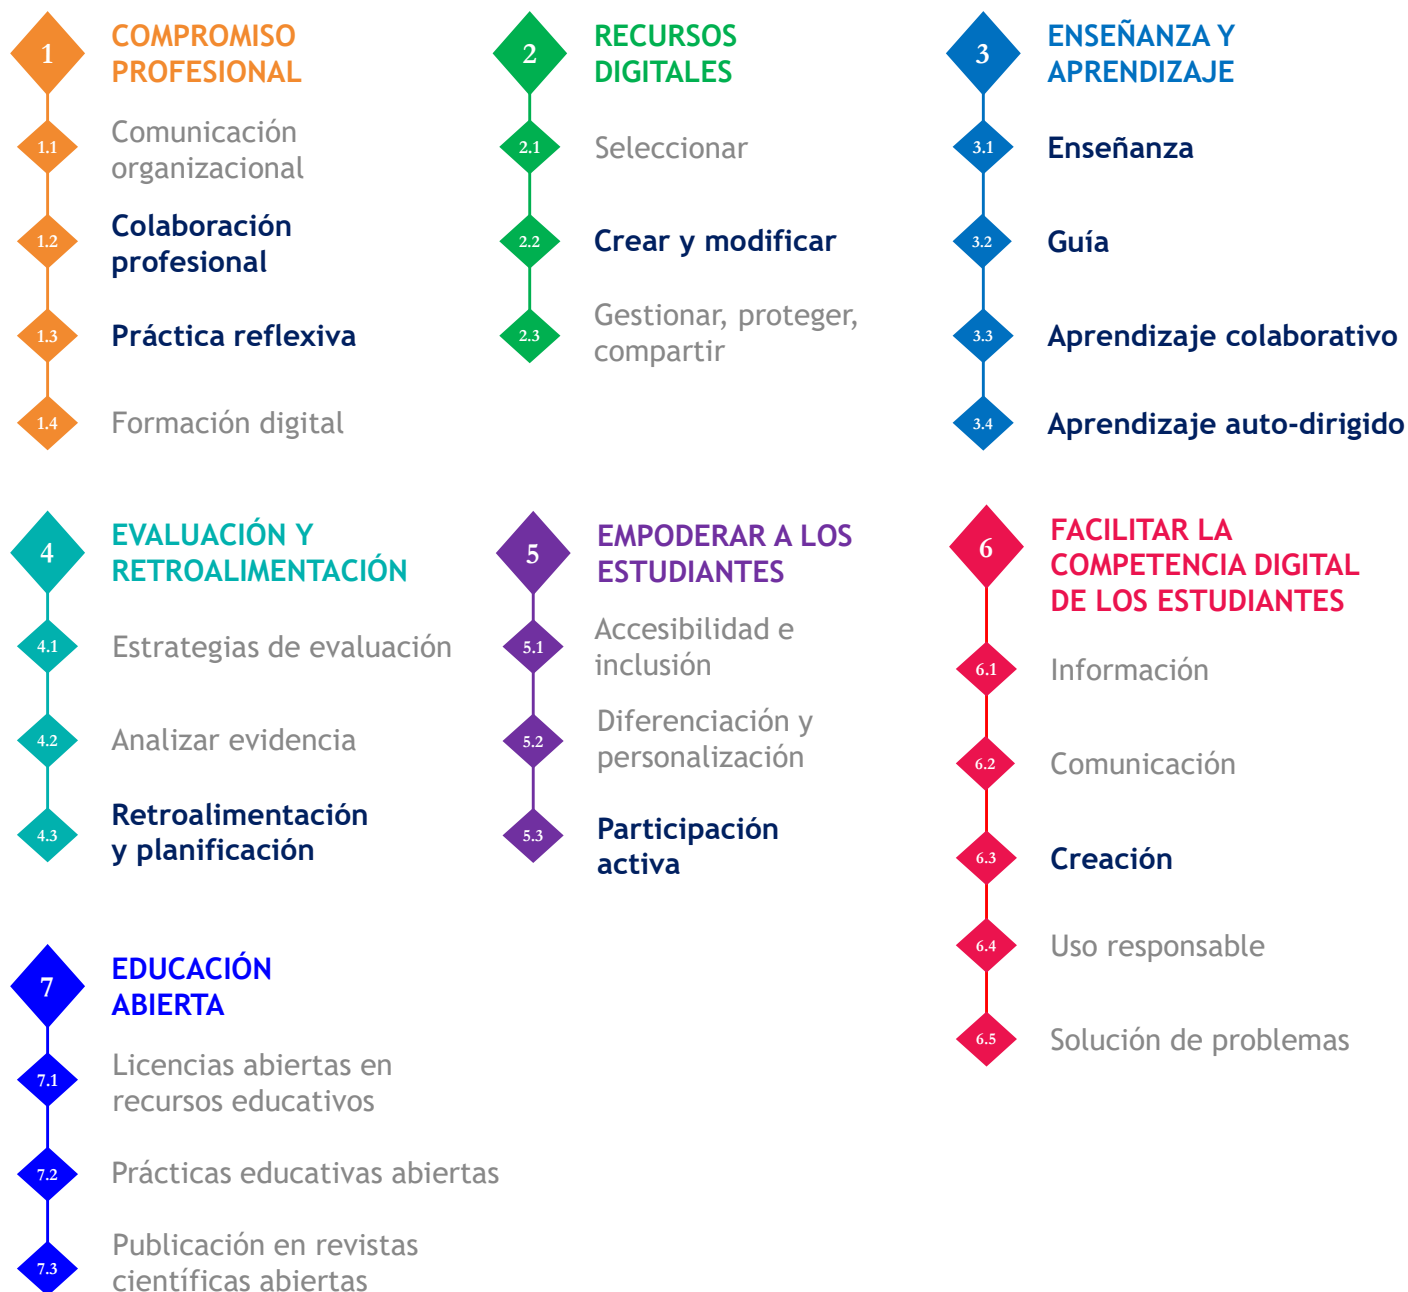 1
COMPROMISO
PROFESIONAL
1.1
Comunicación
organizacional
1.2
Colaboración
profesional
1.3
Práctica reflexiva
1.4
Formación digital
2
RECURSOS
DIGITALES
2.1
Seleccionar
2.2
Crear y modificar
2.3
Gestionar, proteger,
compartir
3
ENSEÑANZA Y
APRENDIZAJE
3.1
Enseñanza
3.2
Guía
3.3
Aprendizaje colaborativo
3.4
Aprendizaje auto-dirigido
4
EVALUACIÓN Y
RETROALIMENTACIÓN
4.1
Estrategias de evaluación
4.2
Analizar evidencia
4.3
Retroalimentación
y planificación
5
EMPODERAR A LOS
ESTUDIANTES
5.1
Accesibilidad e
inclusión
5.2
Diferenciación y
personalización
5.3
Participación
activa
6
FACILITAR LA
COMPETENCIA DIGITAL
DE LOS ESTUDIANTES
6.1
Información
6.2
Comunicación
6.3
Creación
6.4
Uso responsable
6.5
Solución de problemas
7
EDUCACIÓN
ABIERTA
7.1
Licencias abiertas en
recursos educativos
7.2
Prácticas educativas abiertas
7.3
Publicación en revistas
científicas abiertas